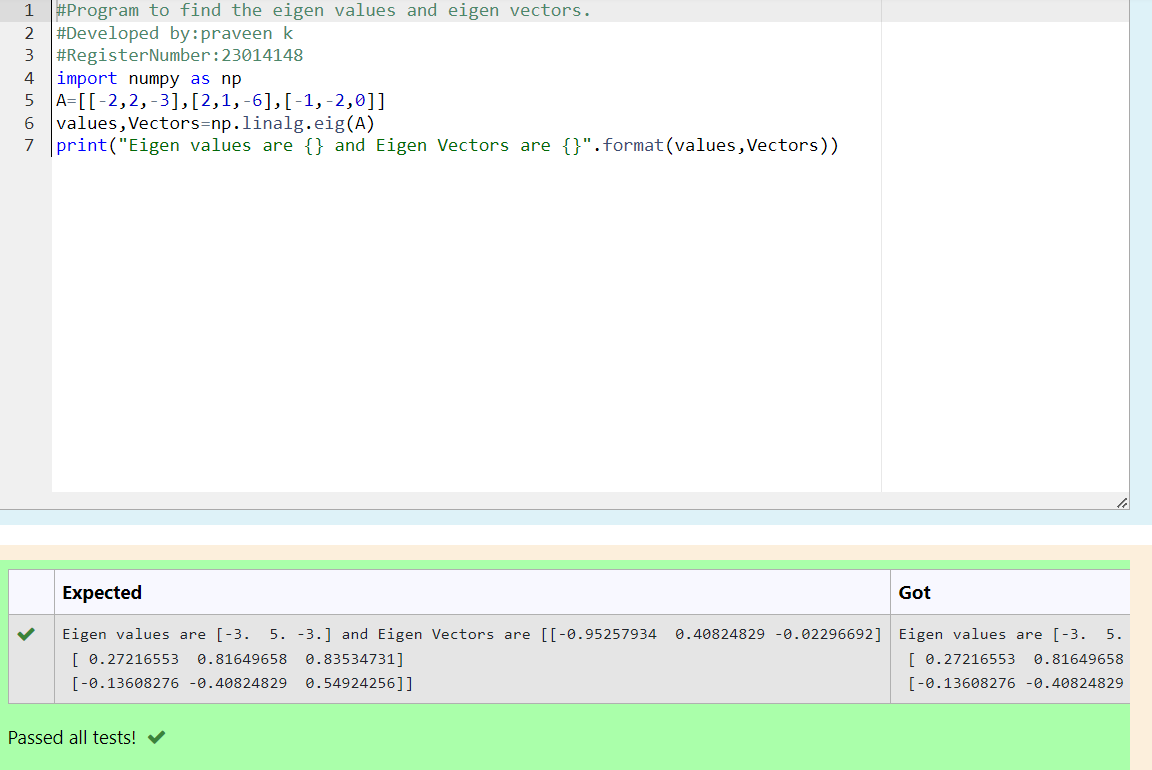 1 #Program to find the eigen values and eigen vectors.
2 #Developed by:praveen k
3 #RegisterNumber:23014148
4 import numpy as np
5 A=[[-2,2,-3],[2,1,-6],[-1,-2,0]]
6 values,Vectors=np.linalg.eig(A)
7 print("Eigen values are {} and Eigen Vectors are {}".format(values,Vectors))
Expected Got
Eigen values are [-3.  5. -3.] and Eigen Vectors are [[-0.95257934  0.40824829 -0.02296692] Eigen values are [-3.  5.
[ 0.27216553  0.81649658  0.83534731] [ 0.27216553  0.81649658
[-0.13608276 -0.40824829  0.54924256]] [-0.13608276 -0.40824829
Passed all tests!